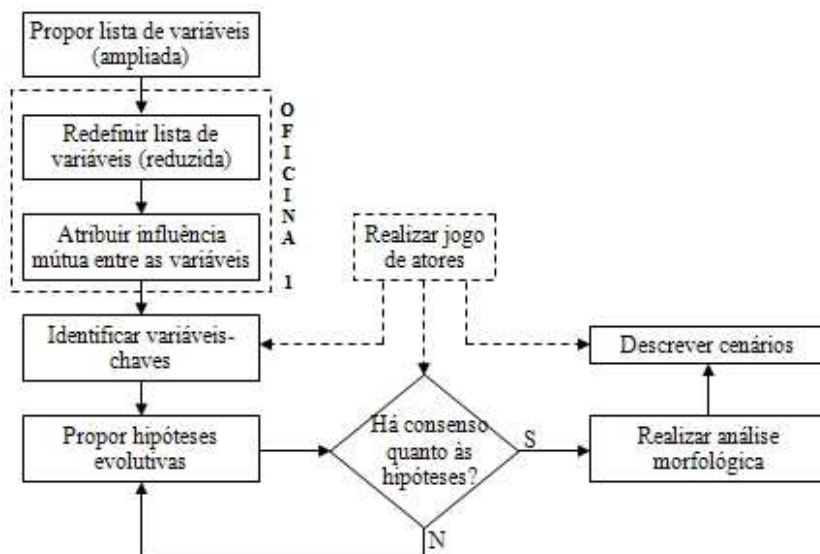 Propor lista de variáveis
(ampliada)
Redefinir lista de
variáveis (reduzida)
Atribuir influência
mútua entre as variáveis
OFICINA 1
Realizar jogo
de atores
Identificar variáveis-
chaves
Descrever cenários
Propor hipóteses
evolutivas
Há consenso
quanto às
hipóteses?
S
Realizar análise
morfológica
N